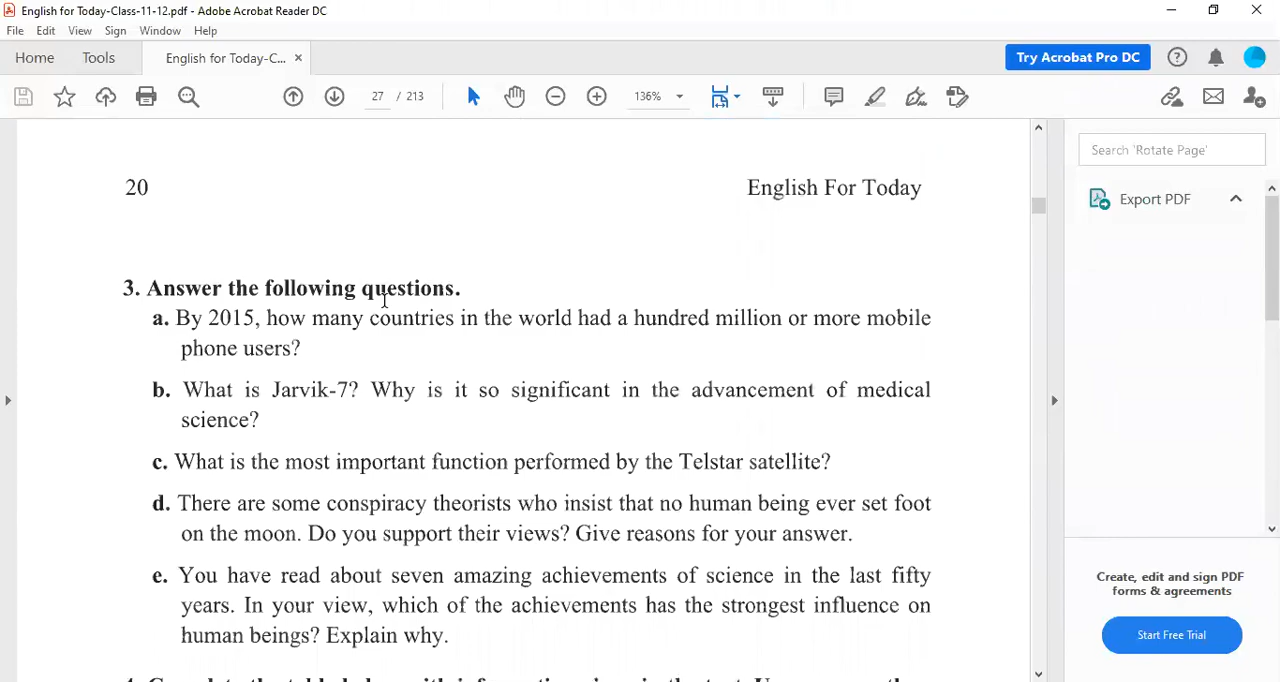 English for Today-Class-11-12.pdf - Adobe Acrobat Reader DC
File Edit View Sign Window Help
Home Tools English for Today-C... × Try Acrobat Pro DC
27 / 213 136%
20 English For Today
3. Answer the following questions.
a. By 2015, how many countries in the world had a hundred million or more mobile
phone users?
b. What is Jarvik-7? Why is it so significant in the advancement of medical
science?
c. What is the most important function performed by the Telstar satellite?
d. There are some conspiracy theorists who insist that no human being ever set foot
on the moon. Do you support their views? Give reasons for your answer.
e. You have read about seven amazing achievements of science in the last fifty
years. In your view, which of the achievements has the strongest influence on
human beings? Explain why.
Search 'Rotate Page'
Export PDF
Create, edit and sign PDF
forms & agreements
Start Free Trial